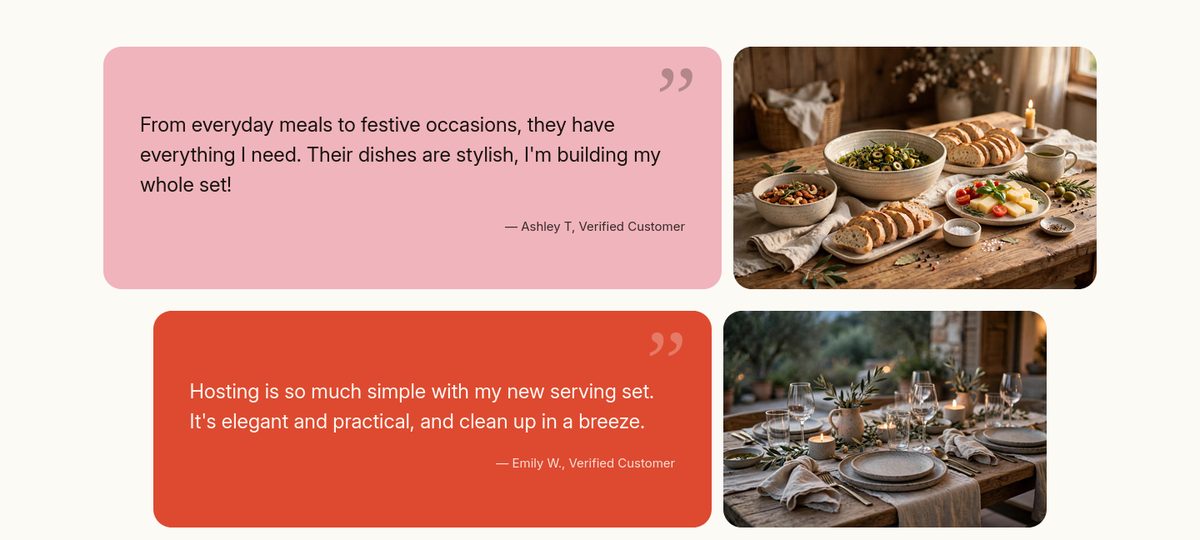 ”
From everyday meals to festive occasions, they have
everything I need. Their dishes are stylish, I'm building my
whole set!
— Ashley T, Verified Customer
”
Hosting is so much simple with my new serving set.
It's elegant and practical, and clean up in a breeze.
— Emily W., Verified Customer